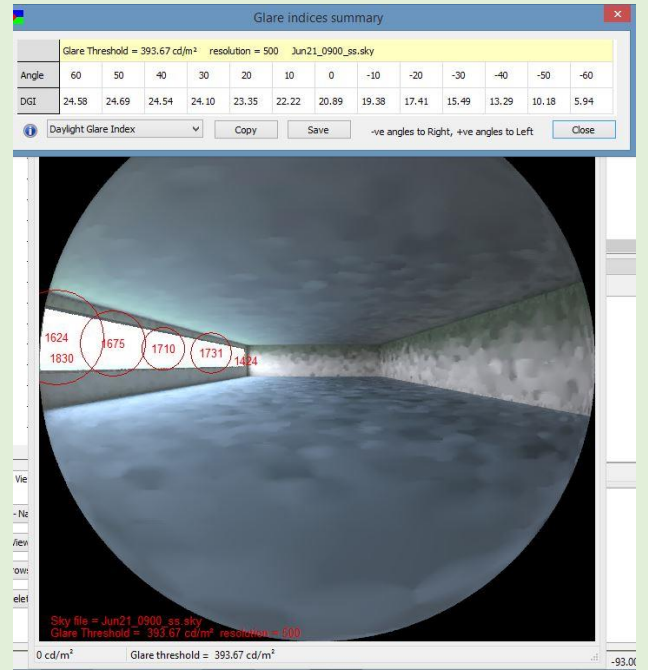 Glare indices summary
Glare Threshold = 393.67 cd/m² resolution = 500 Jun21_0900_ss.sky
Angle 60 50 40 30 20 10 0 -10 -20 -30 -40 -50 -60
DGI 24.58 24.69 24.54 24.10 23.35 22.22 20.89 19.38 17.41 15.49 13.29 10.18 5.94
Daylight Glare Index Copy Save -ve angles to Right, +ve angles to Left Close
1624 1675 1710 1731 1424
1830
Vie
- Na
View
rows
elet
Sky file = Jun21_0900_ss.sky
Glare Threshold = 393.67 cd/m² resolution = 500
0 cd/m² Glare threshold = 393.67 cd/m²
-93.00